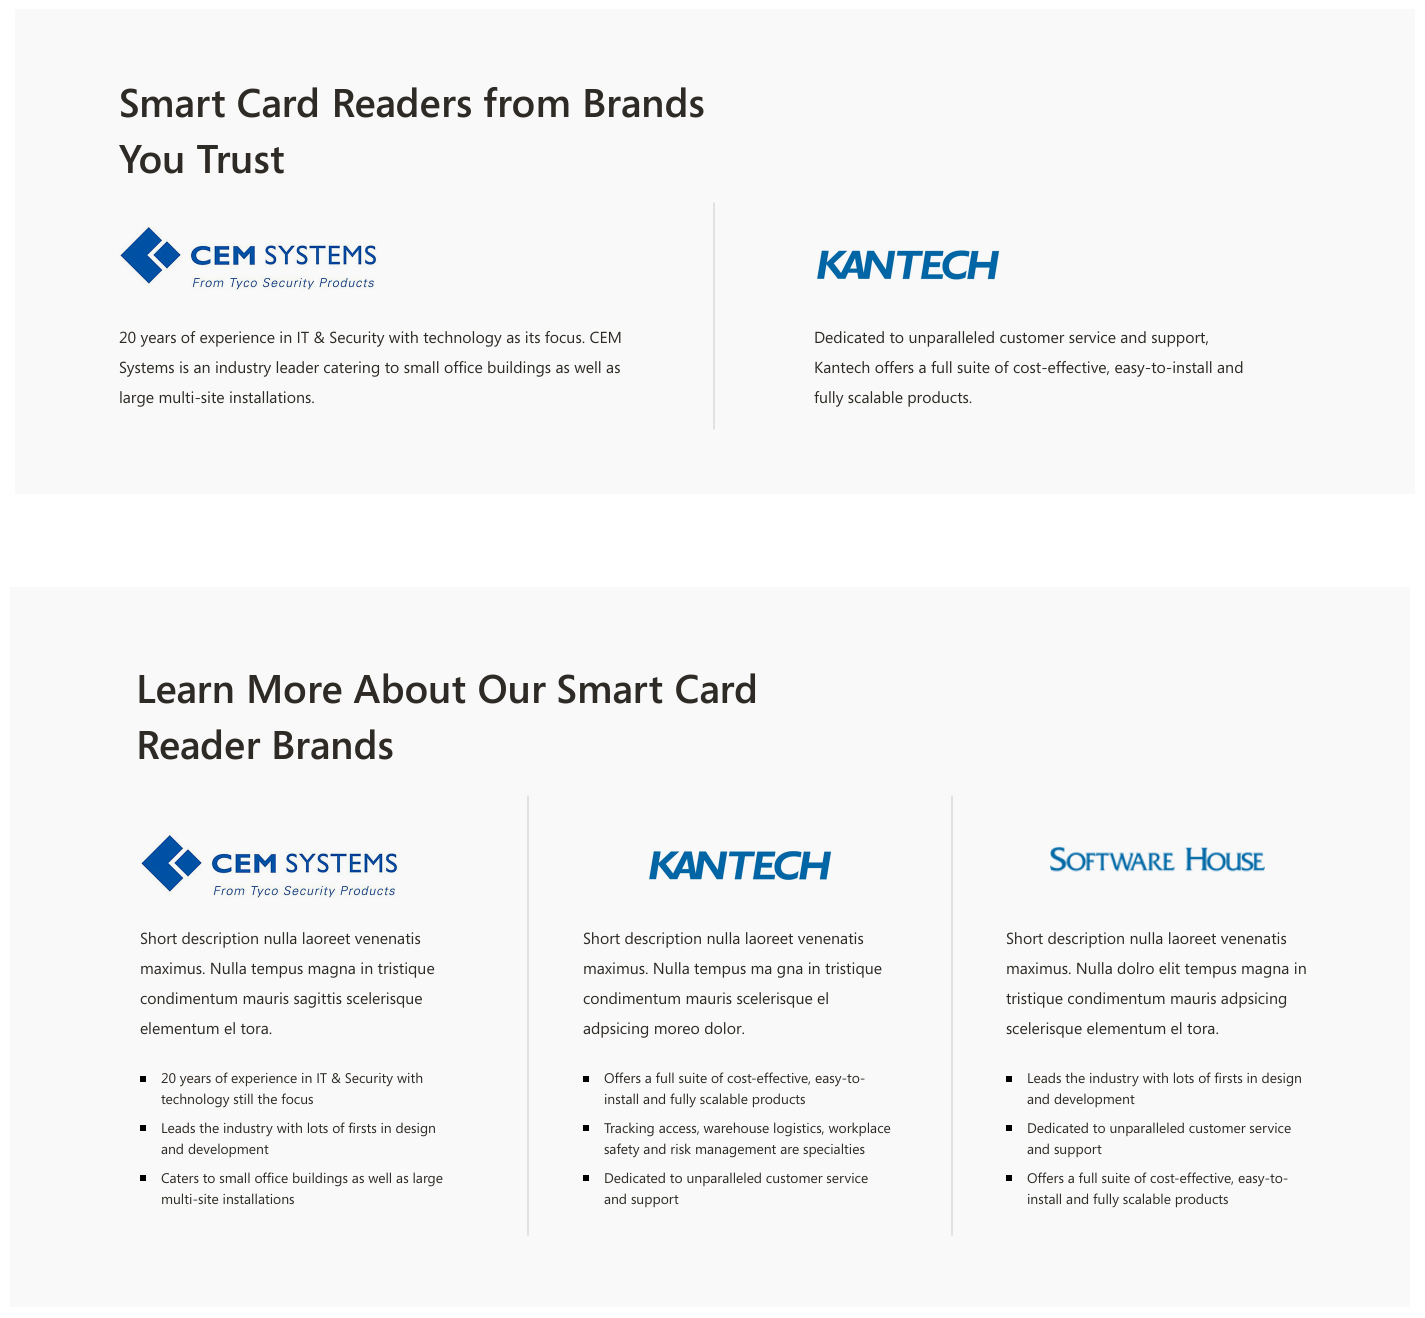 Smart Card Readers from Brands
You Trust
CEM SYSTEMS
From Tyco Security Products
20 years of experience in IT & Security with technology as its focus. CEM
Systems is an industry leader catering to small office buildings as well as
large multi-site installations.
KANTECH
Dedicated to unparalleled customer service and support,
Kantech offers a full suite of cost-effective, easy-to-install and
fully scalable products.
Learn More About Our Smart Card
Reader Brands
CEM SYSTEMS
From Tyco Security Products
Short description nulla laoreet venenatis
maximus. Nulla tempus magna in tristique
condimentum mauris sagittis scelerisque
elementum el tora.
20 years of experience in IT & Security with
technology still the focus
Leads the industry with lots of firsts in design
and development
Caters to small office buildings as well as large
multi-site installations
KANTECH
Short description nulla laoreet venenatis
maximus. Nulla tempus ma gna in tristique
condimentum mauris scelerisque el
adpsicing moreo dolor.
Offers a full suite of cost-effective, easy-to-
install and fully scalable products
Tracking access, warehouse logistics, workplace
safety and risk management are specialties
Dedicated to unparalleled customer service
and support
SOFTWARE HOUSE
Short description nulla laoreet venenatis
maximus. Nulla dolro elit tempus magna in
tristique condimentum mauris adpsicing
scelerisque elementum el tora.
Leads the industry with lots of firsts in design
and development
Dedicated to unparalleled customer service
and support
Offers a full suite of cost-effective, easy-to-
install and fully scalable products